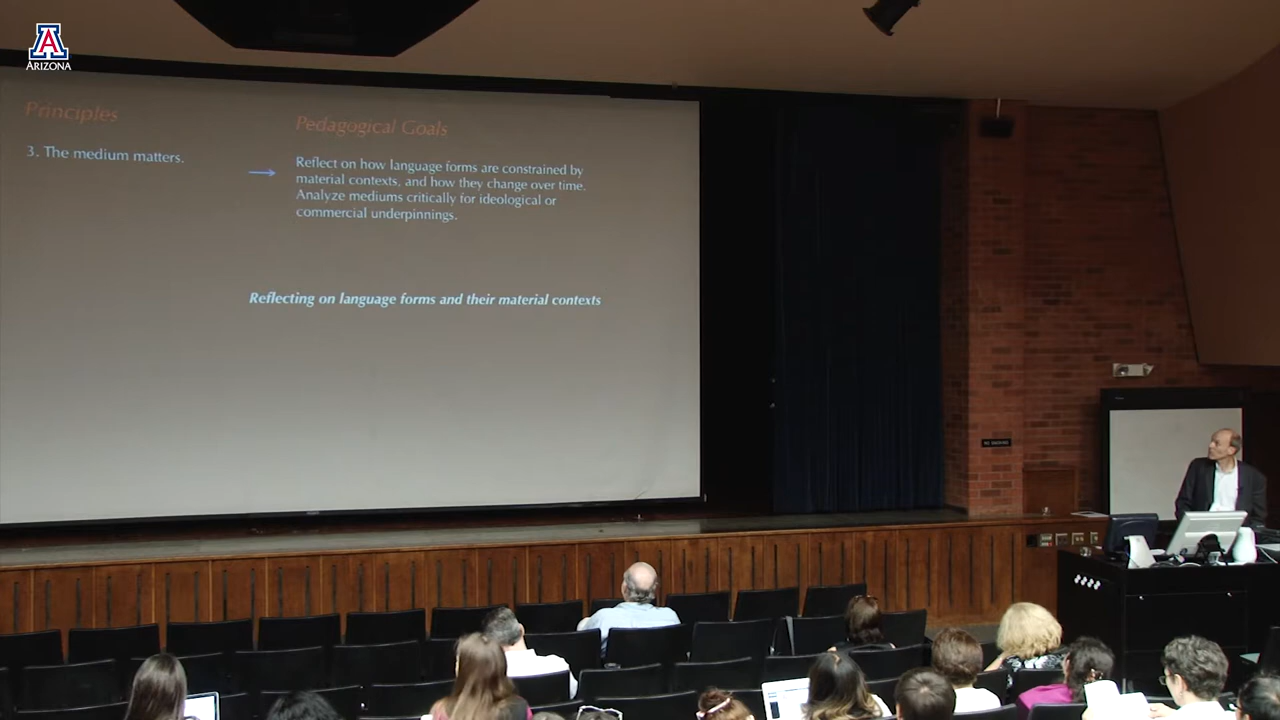 ARIZONA
Principles
3. The medium matters.
Pedagogical Goals
Reflect on how language forms are constrained by
material contexts, and how they change over time.
Analyze mediums critically for ideological or
commercial underpinnings.
Reflecting on language forms and their material contexts
NO SMOKING